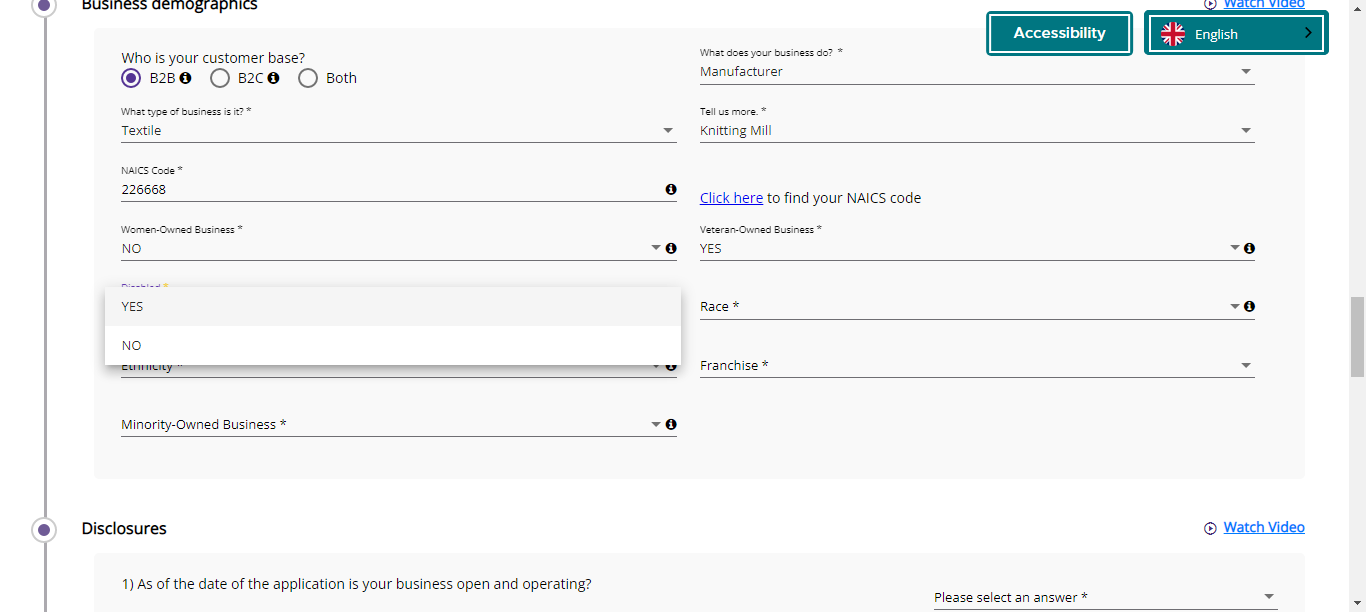 Business demographics
Watch Video
Accessibility
English
Who is your customer base?
B2B
B2C
Both
What does your business do? *
Manufacturer
What type of business is it? *
Textile
Tell us more. *
Knitting Mill
NAICS Code *
226668
Click here to find your NAICS code
Women-Owned Business *
NO
Veteran-Owned Business *
YES
Disabled *
YES
NO
Race *
Ethnicity *
Franchise *
Minority-Owned Business *
Disclosures
Watch Video
1) As of the date of the application is your business open and operating?
Please select an answer *